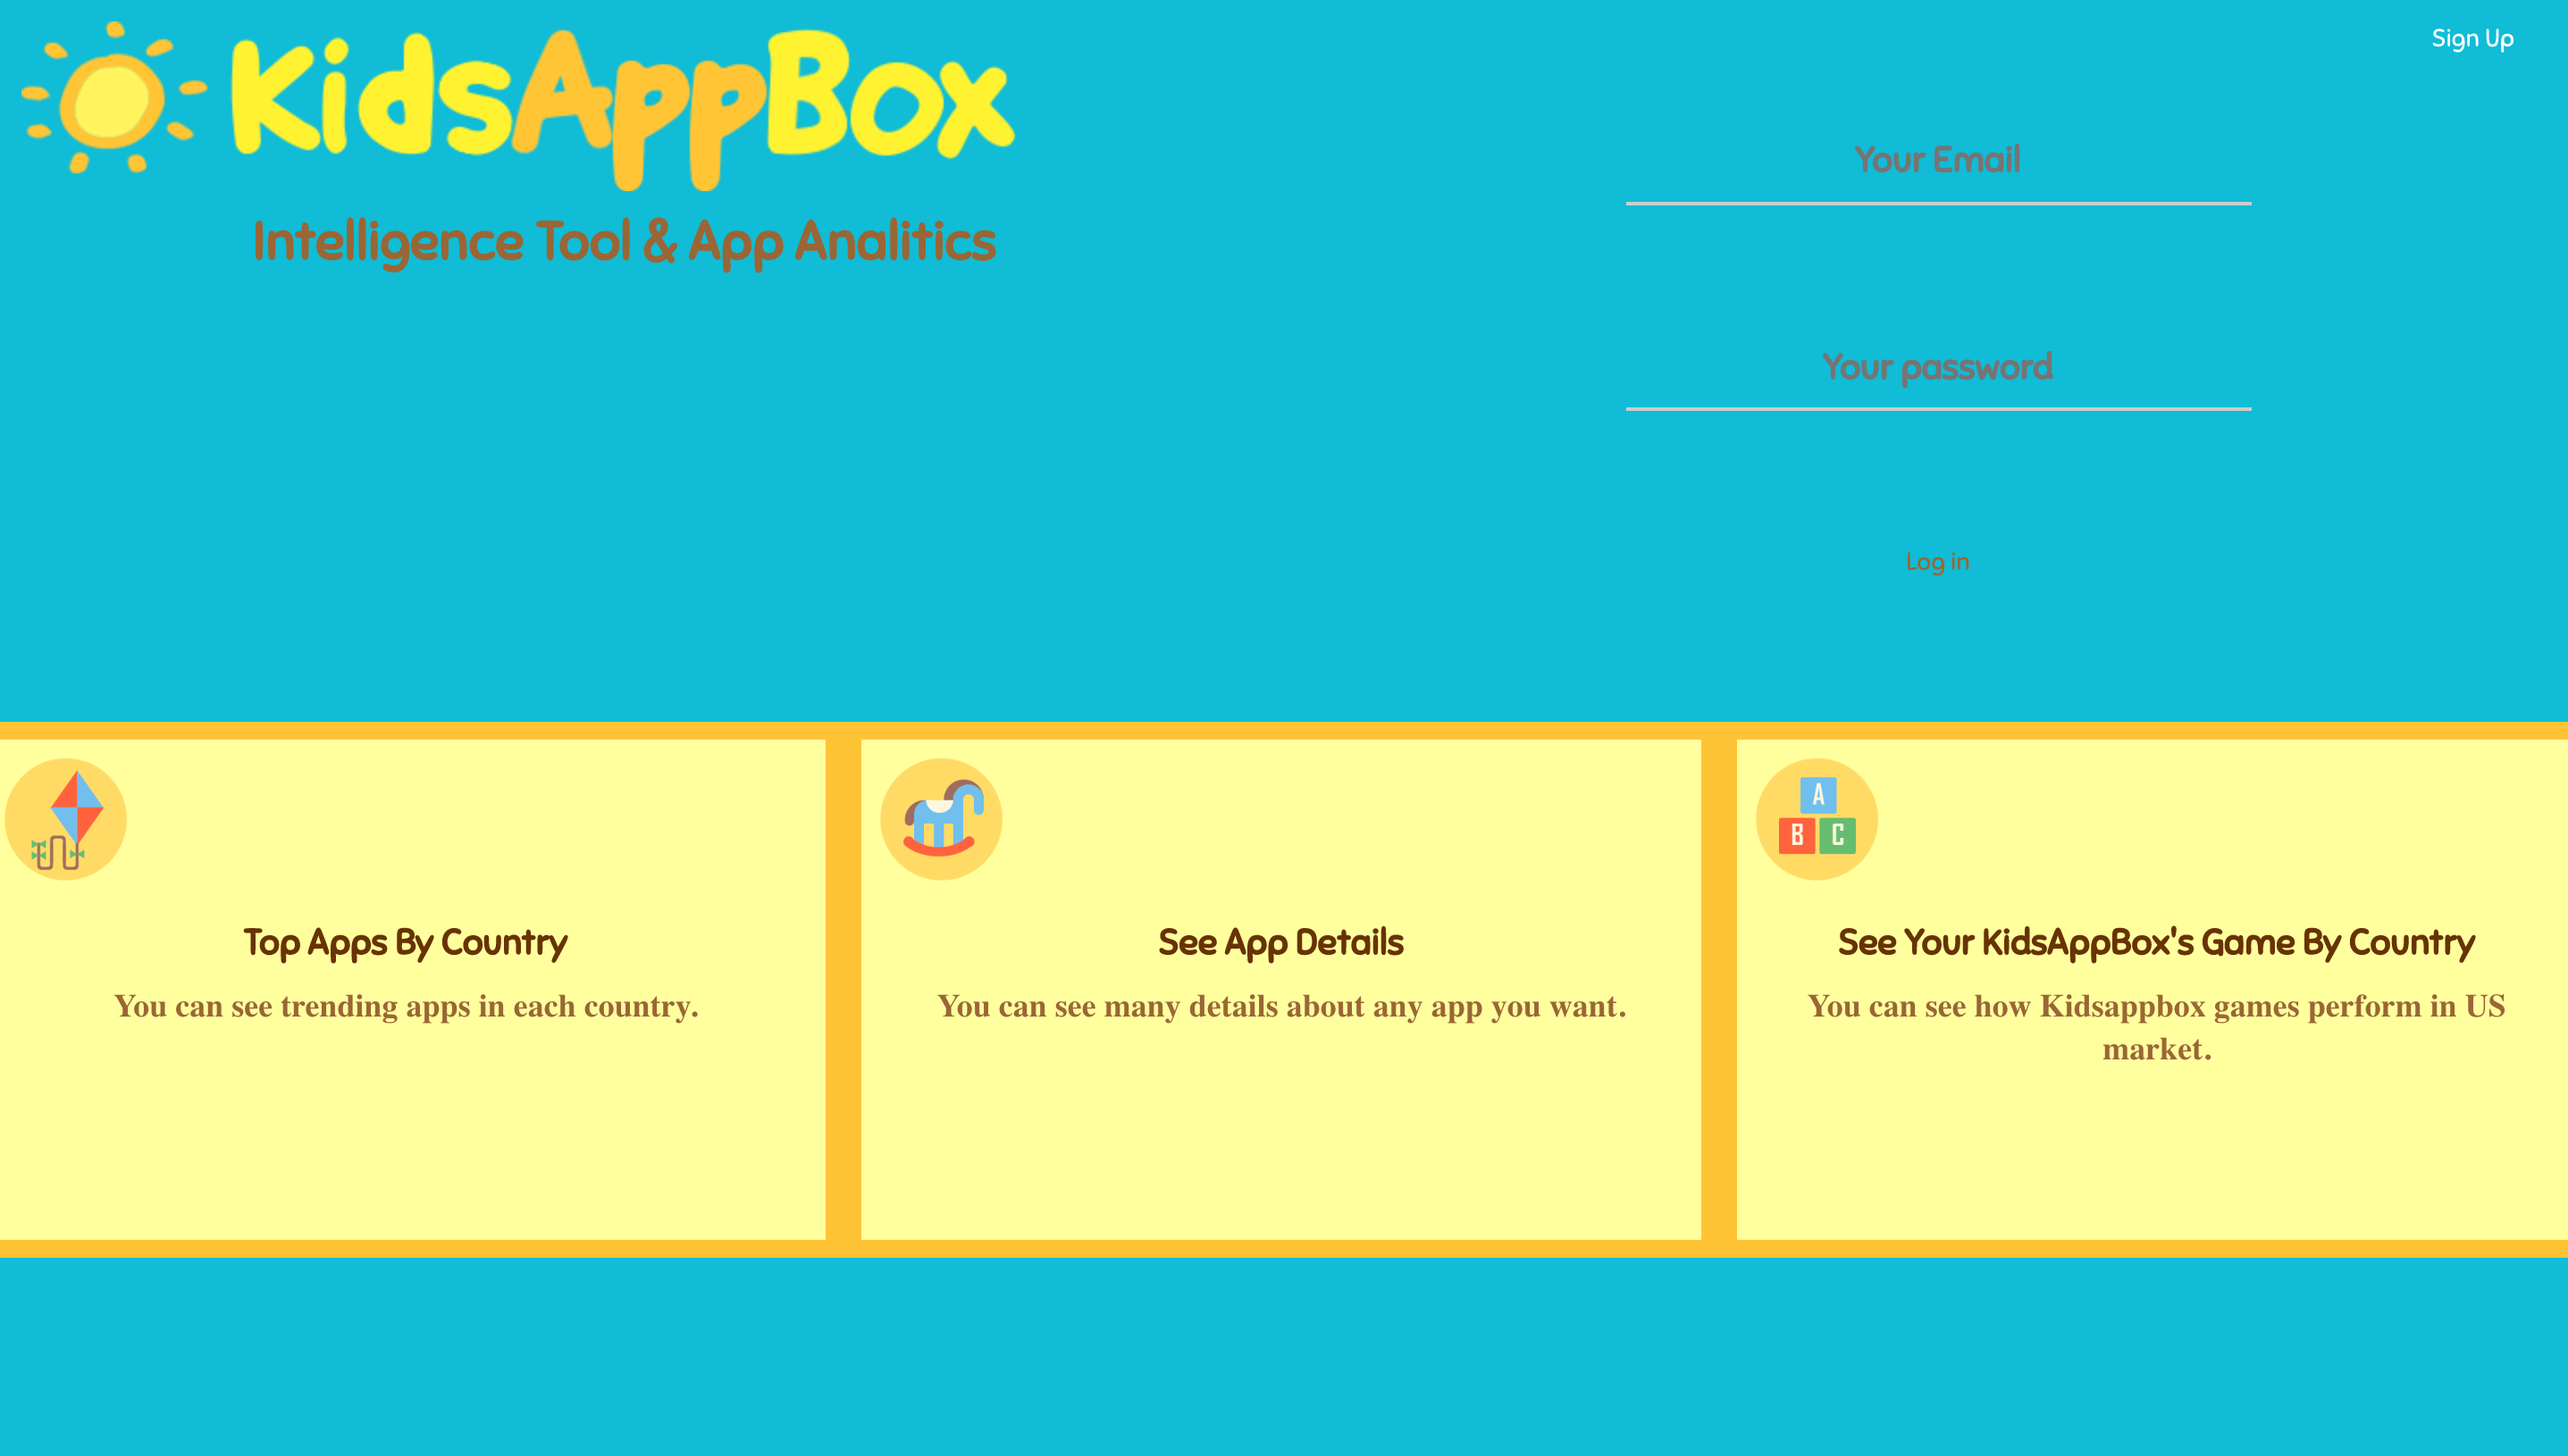 KidsAppBox
Sign Up
Intelligence Tool & App Analitics
Your Email
Your password
Log in
A
B C
Top Apps By Country
You can see trending apps in each country.
See App Details
You can see many details about any app you want.
See Your KidsAppBox's Game By Country
You can see how Kidsappbox games perform in US
market.